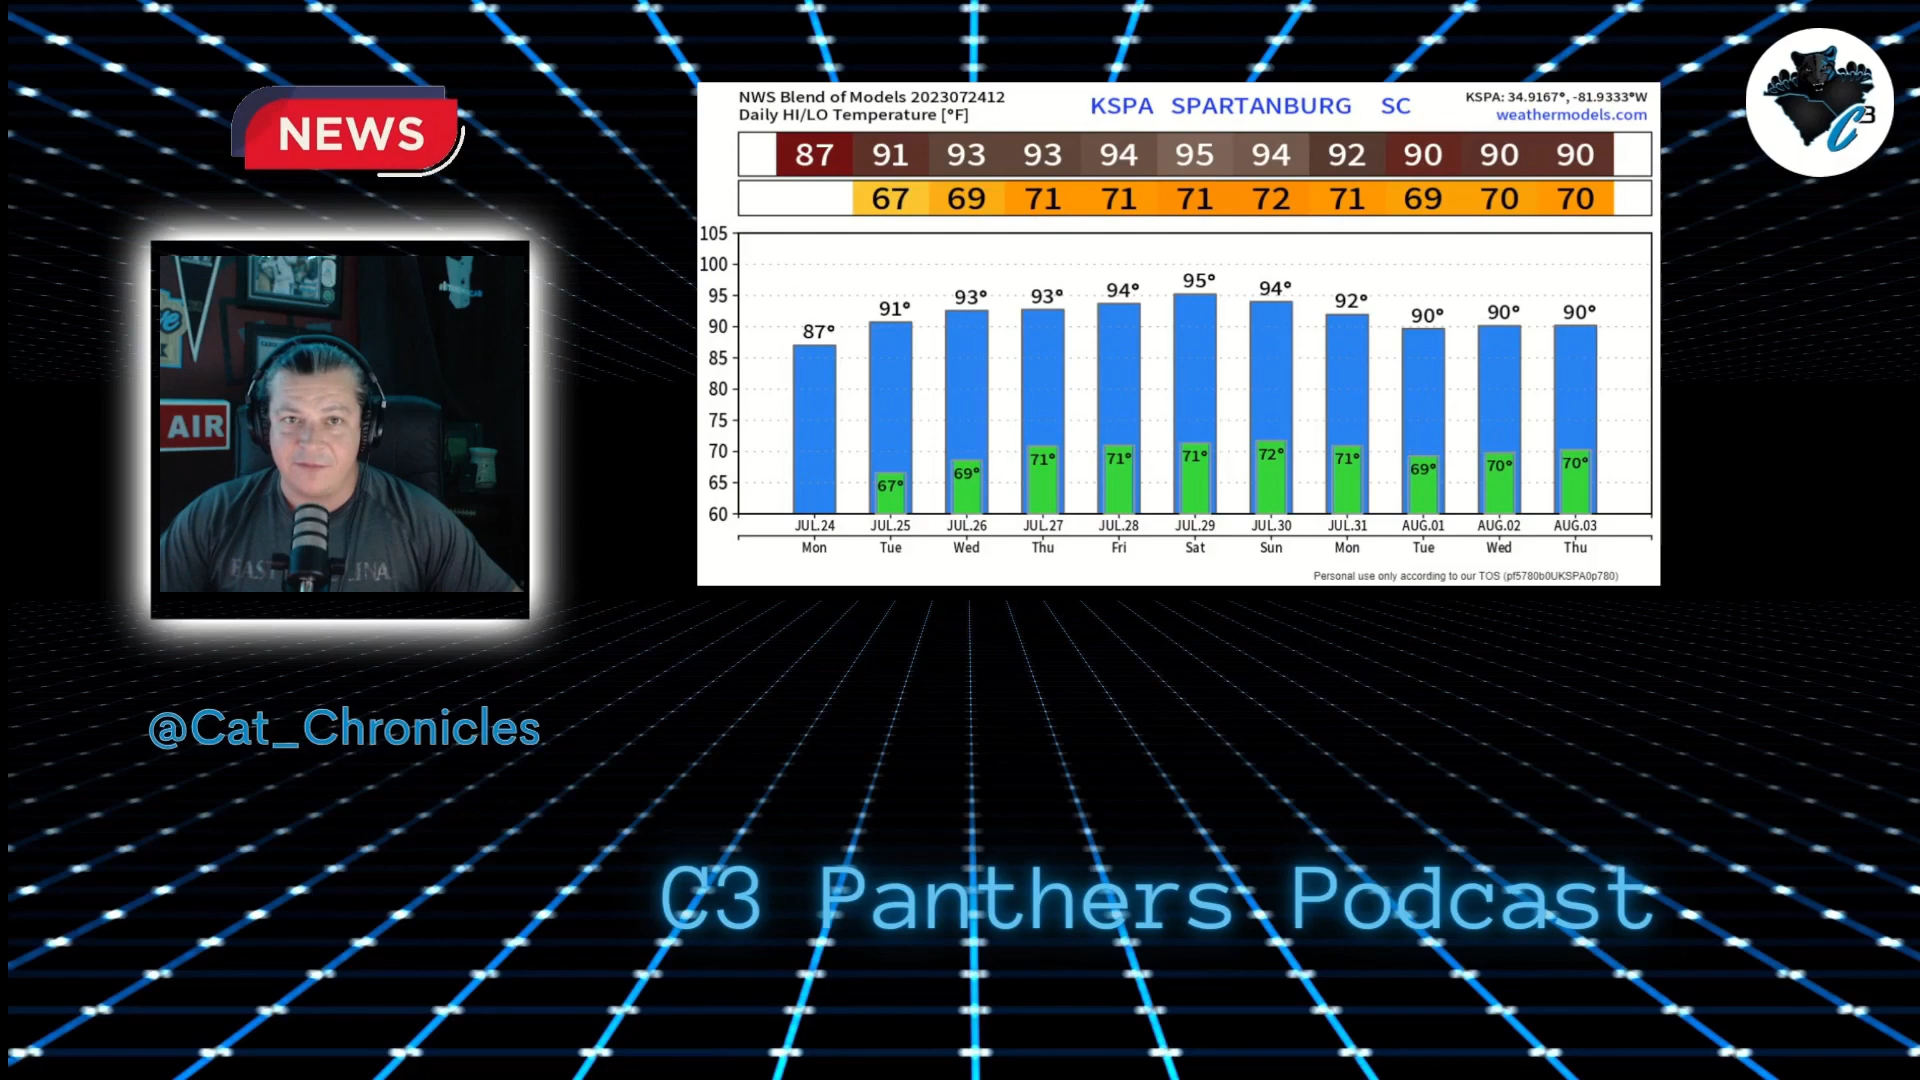 NEWS
AIR
@Cat_Chronicles
NWS Blend of Models 2023072412
Daily HI/LO Temperature [°F]
KSPA SPARTANBURG SC
KSPA: 34.9167°, -81.9333°W
weathermodels.com
87 91 93 93 94 95 94 92 90 90 90
67 69 71 71 71 72 71 69 70 70
105
100
95
90
85
80
75
70
65
60
87° 91° 93° 93° 94° 95° 94° 92° 90° 90° 90°
67° 69° 71° 71° 71° 72° 71° 69° 70° 70°
JUL.24 JUL.25 JUL.26 JUL.27 JUL.28 JUL.29 JUL.30 JUL.31 AUG.01 AUG.02 AUG.03
Mon Tue Wed Thu Fri Sat Sun Mon Tue Wed Thu
Personal use only according to our TOS (pf5780b0UKSPA0p780)
C3
C3 Panthers Podcast